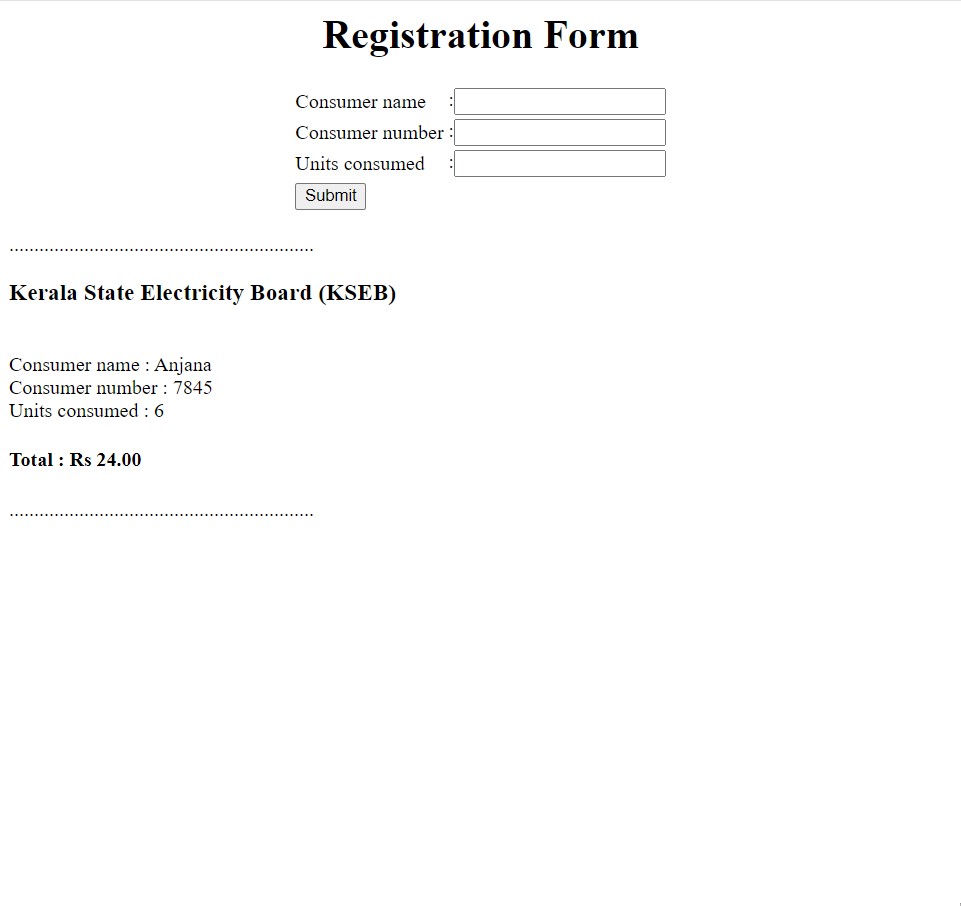 Registration Form
Consumer name :
Consumer number :
Units consumed :
Submit
.............................................................
Kerala State Electricity Board (KSEB)
Consumer name : Anjana
Consumer number : 7845
Units consumed : 6
Total : Rs 24.00
.............................................................